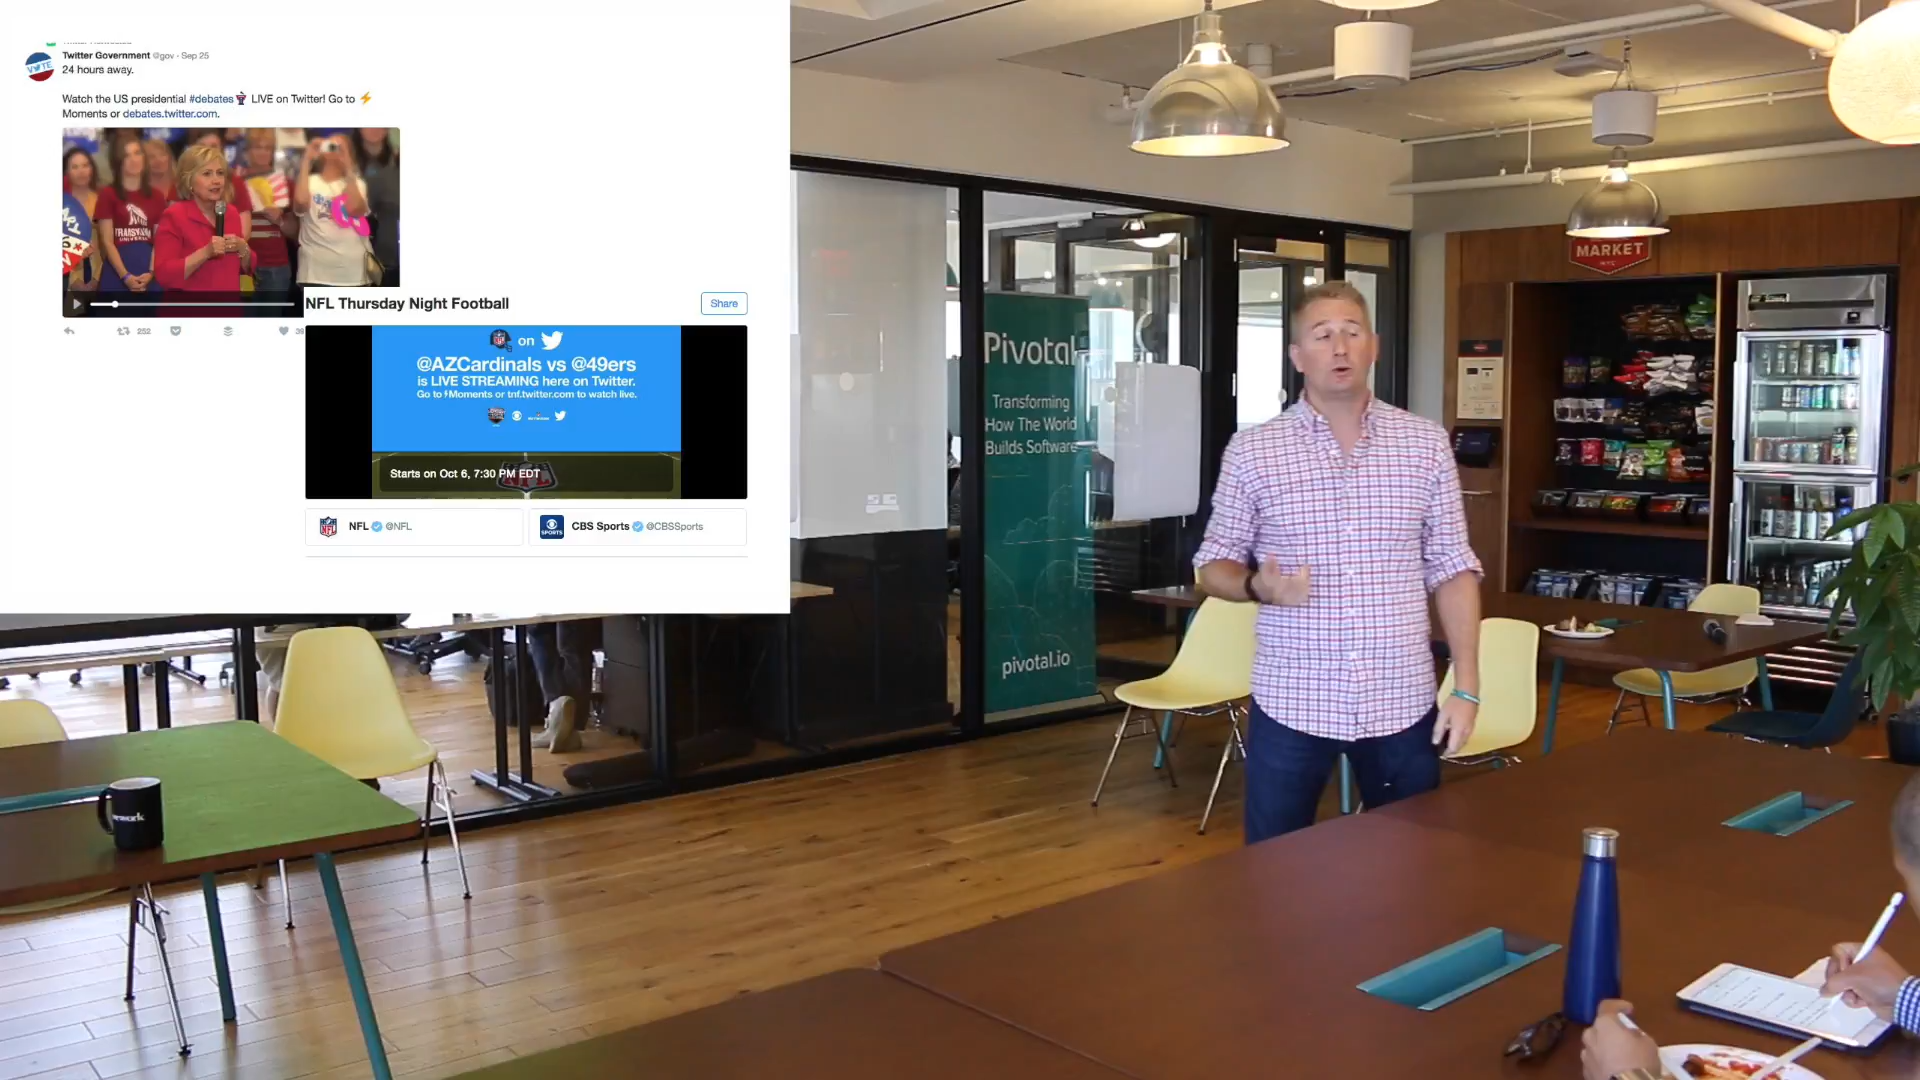 Twitter Government @gov · Sep 25
24 hours away.
Watch the US presidential #debates LIVE on Twitter! Go to
Moments or debates.twitter.com.
252
NFL Thursday Night Football
Share
on
@AZCardinals vs @49ers
is LIVE STREAMING here on Twitter.
Go to Moments or tnf.twitter.com to watch live.
Starts on Oct 6, 7:30 PM EDT
NFL @NFL
CBS Sports @CBSSports
VOTE
Pivotal
Transforming
How The World
Builds Software
pivotal.io
MARKET